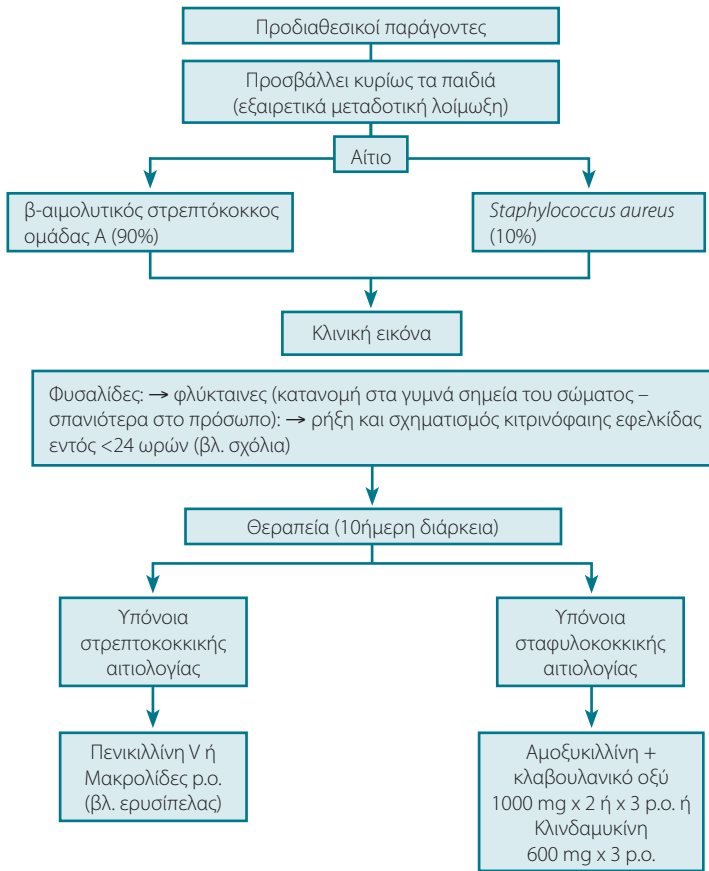 Προδιαθεσικοί παράγοντες
Προσβάλλει κυρίως τα παιδιά
(εξαιρετικά μεταδοτική λοίμωξη)
Αίτιο
β-αιμολυτικός στρεπτόκοκκος
ομάδας Α (90%)
Staphylococcus aureus
(10%)
Κλινική εικόνα
Φυσαλίδες: → φλύκταινες (κατανομή στα γυμνά σημεία του σώματος –
σπανιότερα στο πρόσωπο): → ρήξη και σχηματισμός κιτρινόφαιης εφελκίδας
εντός <24 ωρών (βλ. σχόλια)
Θεραπεία (10ήμερη διάρκεια)
Υπόνοια
στρεπτοκοκκικής
αιτιολογίας
Υπόνοια
σταφυλοκοκκικής
αιτιολογίας
Πενικιλλίνη V ή
Μακρολίδες p.o.
(βλ. ερυσίπελας)
Αμοξυκιλλίνη +
κλαβουλανικό οξύ
1000 mg x 2 ή x 3 p.o. ή
Κλινδαμυκίνη
600 mg x 3 p.o.